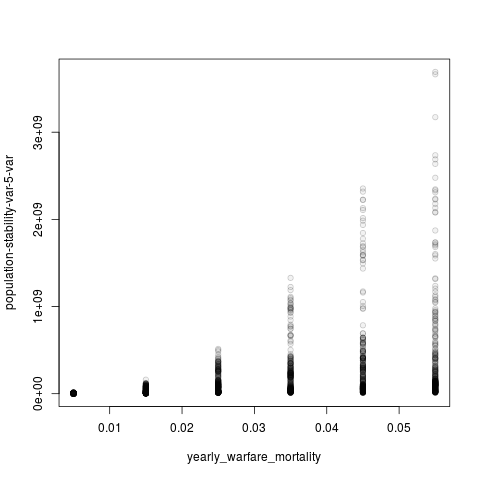 3e+09
2e+09
1e+09
0e+00
population-stability-var-5-var
0.01 0.02 0.03 0.04 0.05
yearly_warfare_mortality